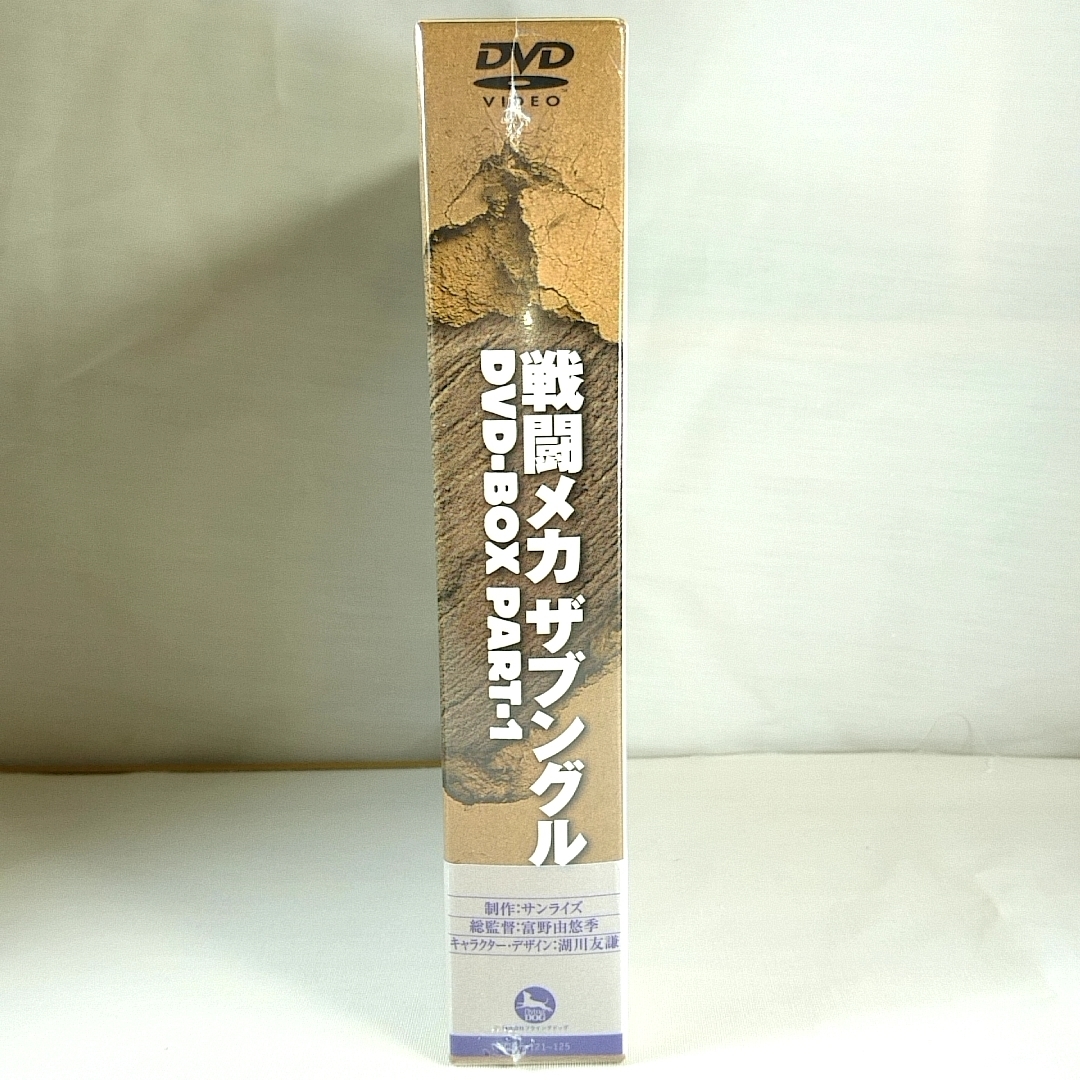 DVD
VIDEO
戦闘メカ ザブングル
DVD-BOX PART-1
制作:サンライズ
総監督:富野由悠季
キャラクター・デザイン:湖川友謙
DOG